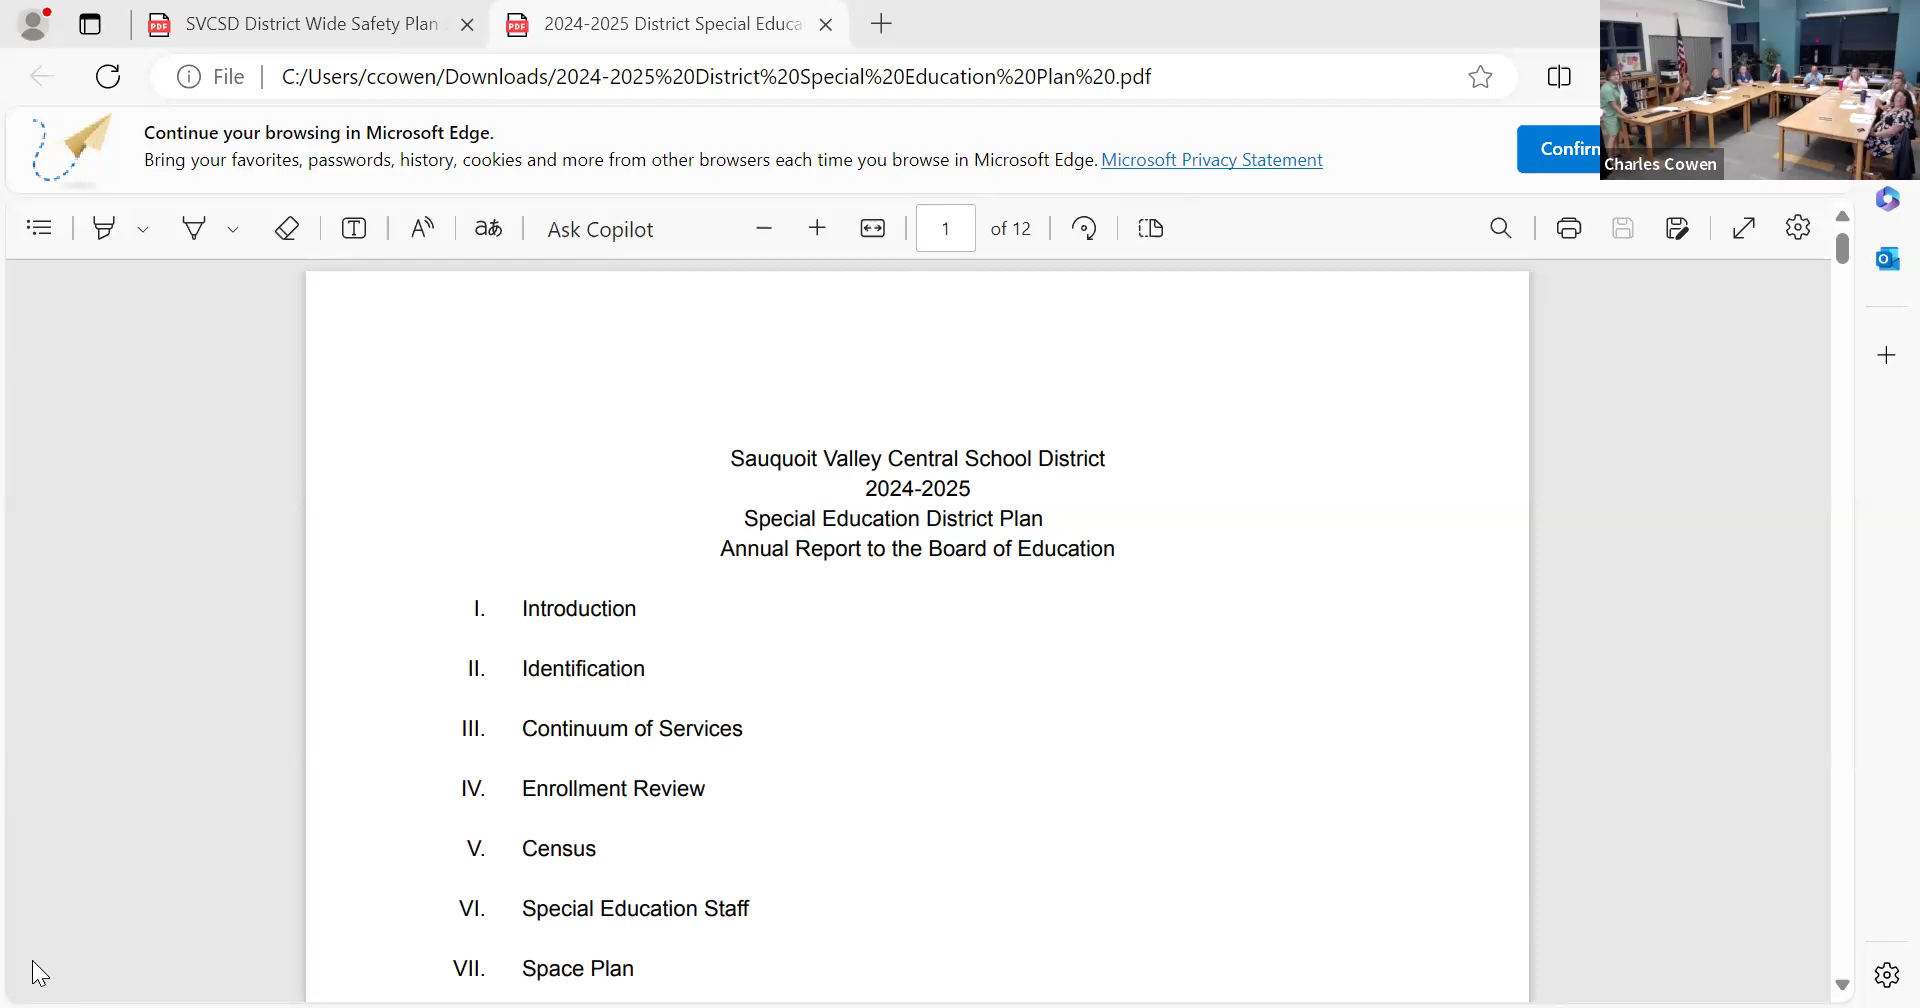 SVCSD District Wide Safety Plan
2024-2025 District Special Educa
File
C:/Users/ccowen/Downloads/2024-2025%20District%20Special%20Education%20Plan%20.pdf
Continue your browsing in Microsoft Edge.
Bring your favorites, passwords, history, cookies and more from other browsers each time you browse in Microsoft Edge. Microsoft Privacy Statement
Confirm
Charles Cowen
aあ
Ask Copilot
1
of 12
Sauquoit Valley Central School District
2024-2025
Special Education District Plan
Annual Report to the Board of Education
I. Introduction
II. Identification
III. Continuum of Services
IV. Enrollment Review
V. Census
VI. Special Education Staff
VII. Space Plan